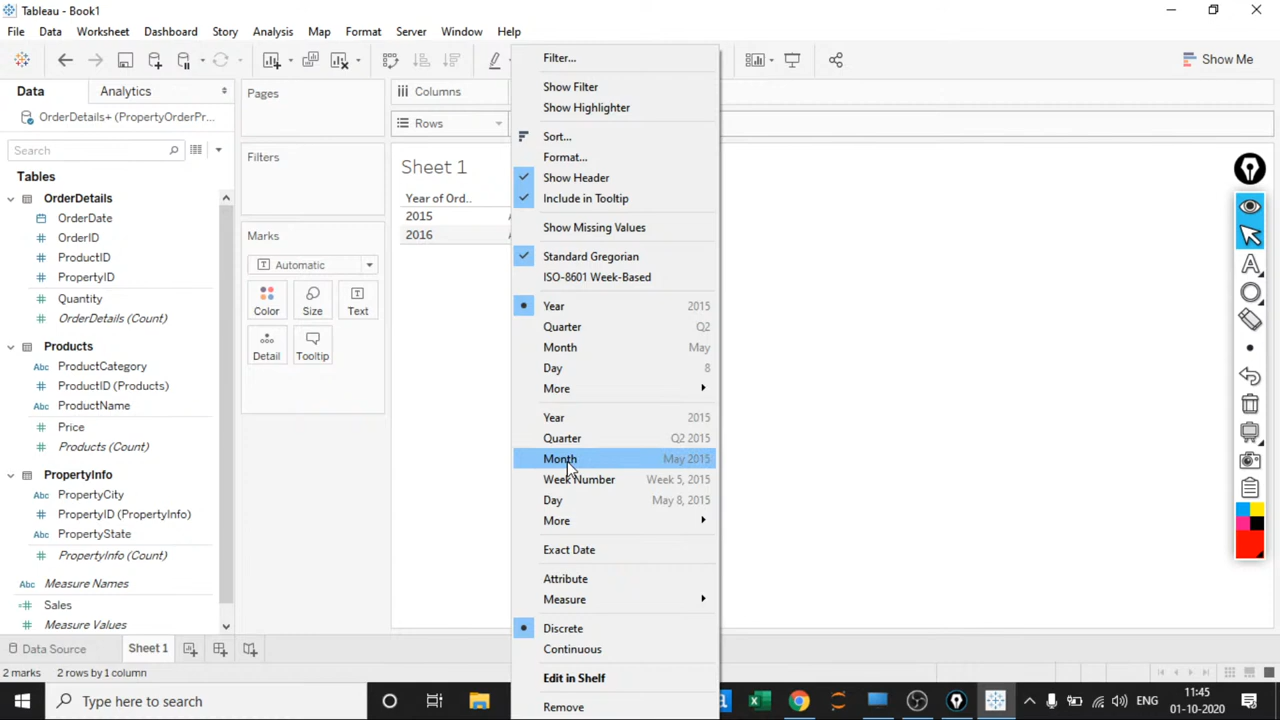 Tableau - Book1
File Data Worksheet Dashboard Story Analysis Map Format Server Window Help
Show Me
Data Analytics
OrderDetails+ (PropertyOrderPr...
Search
Tables
OrderDetails
OrderDate
OrderID
ProductID
PropertyID
Quantity
OrderDetails (Count)
Products
Abc ProductCategory
ProductID (Products)
Abc ProductName
Price
Products (Count)
PropertyInfo
Abc PropertyCity
PropertyID (PropertyInfo)
Abc PropertyState
PropertyInfo (Count)
Abc Measure Names
Sales
Measure Values
Pages
Filters
Marks
Automatic
Color Size Text
Detail Tooltip
Columns
Rows
Sheet 1
Year of Ord..
2015
2016
Filter...
Show Filter
Show Highlighter
Sort...
Format...
Show Header
Include in Tooltip
Show Missing Values
Standard Gregorian
ISO-8601 Week-Based
Year 2015
Quarter Q2
Month May
Day 8
More
Year 2015
Quarter Q2 2015
Month May 2015
Week Number Week 5, 2015
Day May 8, 2015
More
Exact Date
Attribute
Measure
Discrete
Continuous
Edit in Shelf
Remove
Data Source Sheet 1
2 marks 2 rows by 1 column
Type here to search
ENG
11:45
01-10-2020